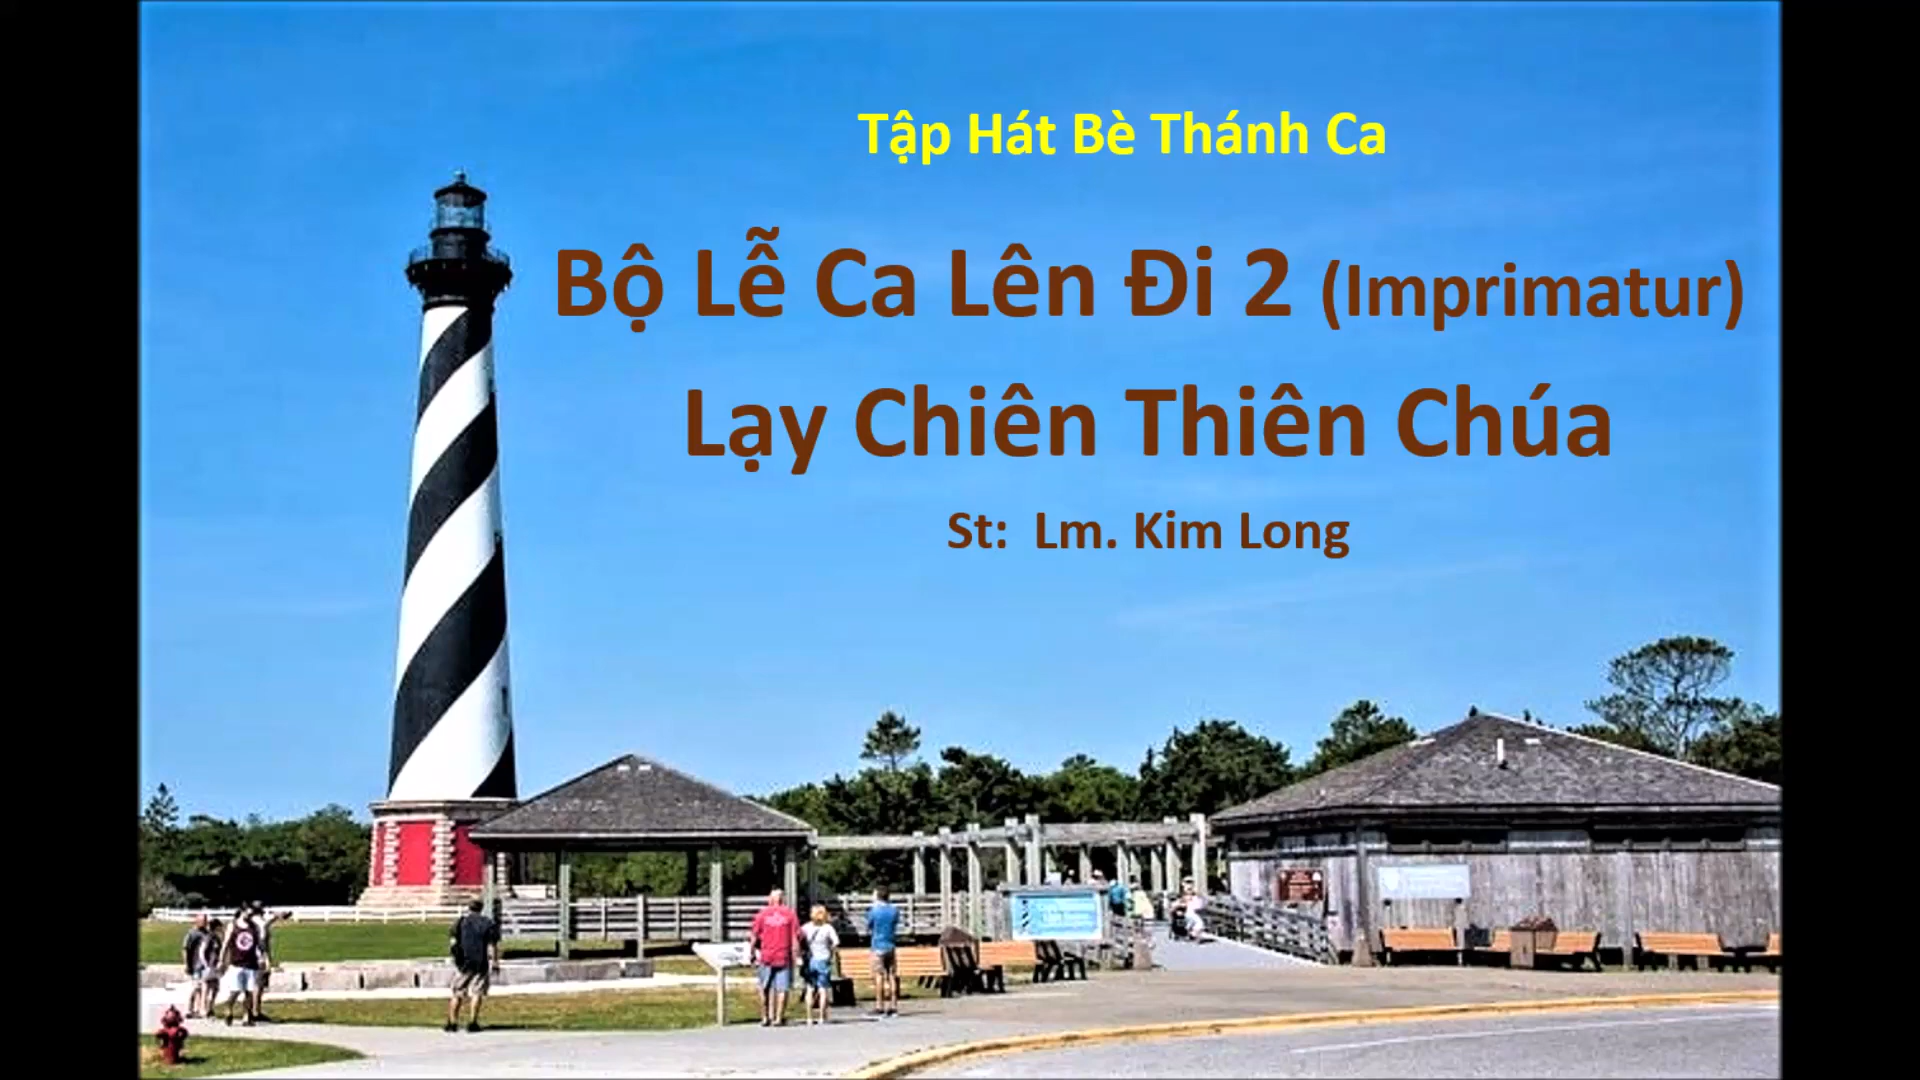 Tập Hát Bè Thánh Ca
Bộ Lễ Ca Lên Đi 2 (Imprimatur)
Lạy Chiên Thiên Chúa
St: Lm. Kim Long